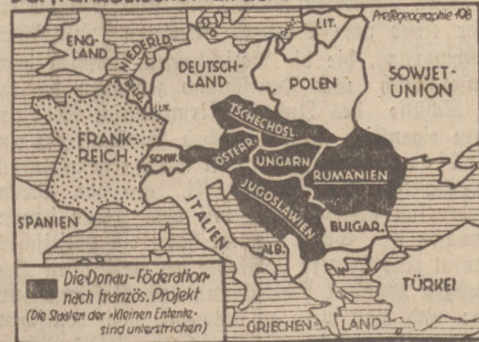 Pressegeographie 408
ENG-
LAND
NIEDERLD.
BELG.
LUX.
DEUTSCH-
LAND
DANZ.
LIT.
POLEN
SOWJET-
UNION
FRANK-
REICH
SCHW.
TSCHECHOSL.
ÖSTERR.
UNGARN
RUMÄNIEN
JUGOSLAWIEN
ITALIEN
SPANIEN
BULGAR.
ALB.
TÜRKEI
GRIECHEN-
LAND
Die Donau-Föderation
nach französ. Projekt
(Die Staaten der »Kleinen Entente«
sind unterstrichen)